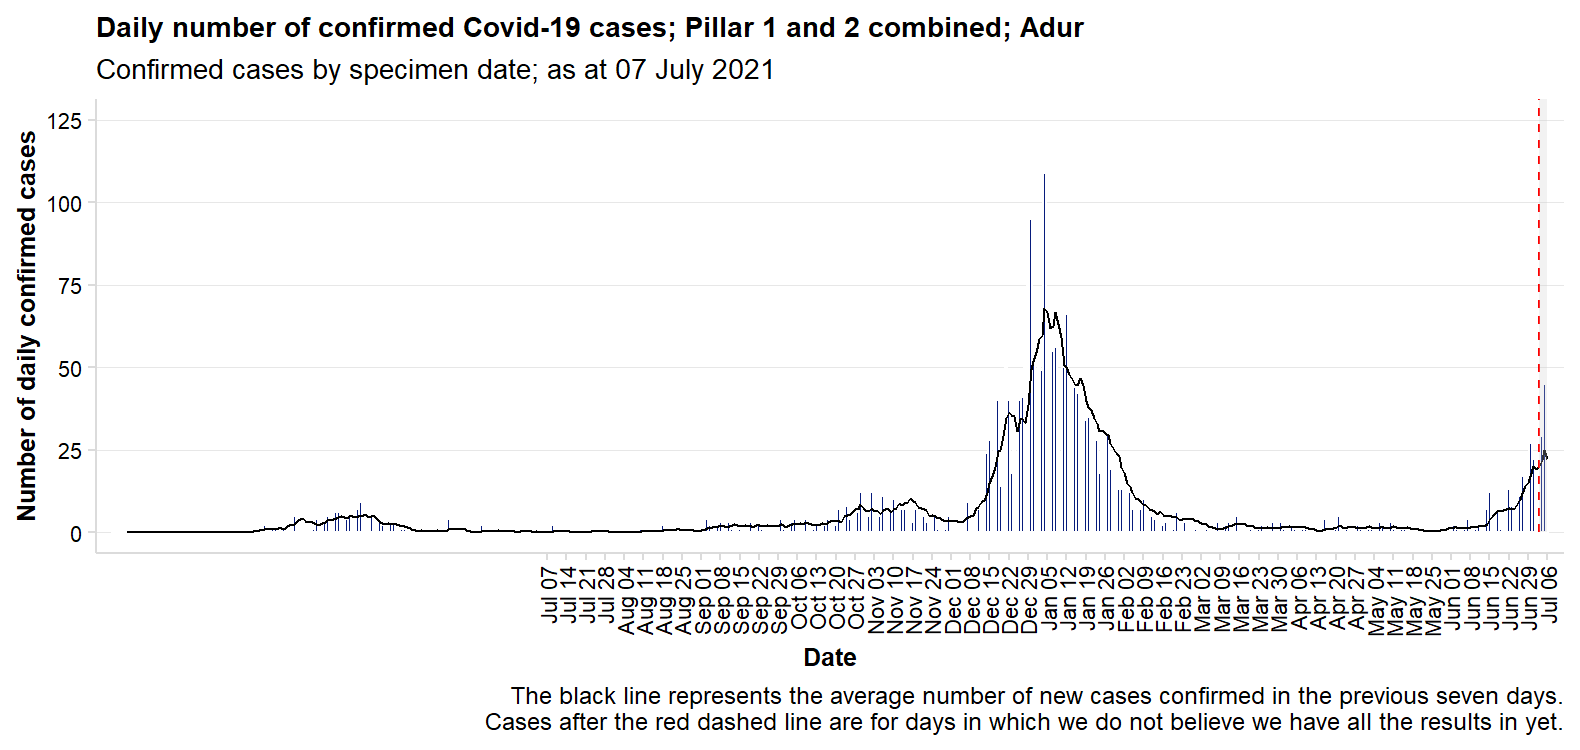 Daily number of confirmed Covid-19 cases; Pillar 1 and 2 combined; Adur
Confirmed cases by specimen date; as at 07 July 2021
Number of daily confirmed cases
125
100
75
50
25
0
Jul 07
Jul 14
Jul 21
Jul 28
Aug 04
Aug 11
Aug 18
Aug 25
Sep 01
Sep 08
Sep 15
Sep 22
Sep 29
Oct 06
Oct 13
Oct 20
Oct 27
Nov 03
Nov 10
Nov 17
Nov 24
Dec 01
Dec 08
Dec 15
Dec 22
Dec 29
Jan 05
Jan 12
Jan 19
Jan 26
Feb 02
Feb 09
Feb 16
Feb 23
Mar 02
Mar 09
Mar 16
Mar 23
Mar 30
Apr 06
Apr 13
Apr 20
Apr 27
May 04
May 11
May 18
May 25
Jun 01
Jun 08
Jun 15
Jun 22
Jun 29
Jul 06
Date
The black line represents the average number of new cases confirmed in the previous seven days.
Cases after the red dashed line are for days in which we do not believe we have all the results in yet.